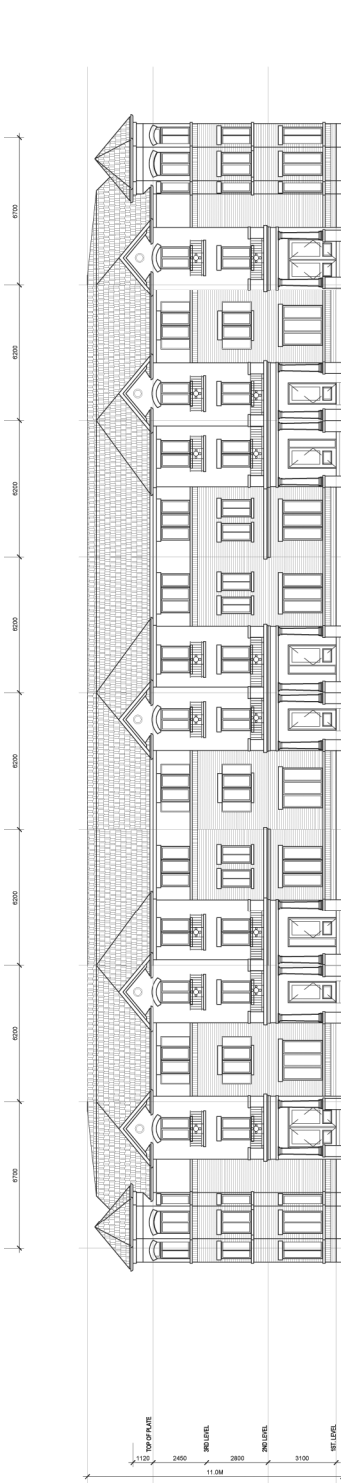 6700
6200
6200
6200
6200
6200
6200
6700
TOP OF PLATE
3RD LEVEL
2ND LEVEL
1ST. LEVEL
1120
2450
2800
3100
11.0M